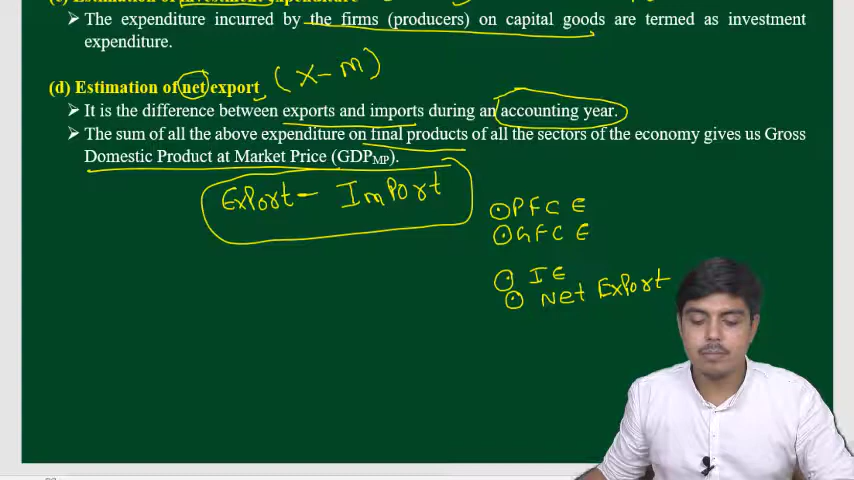 ➢ The expenditure incurred by the firms (producers) on capital goods are termed as investment
expenditure.
(d) Estimation of net export (X-M)
➢ It is the difference between exports and imports during an accounting year.
➢ The sum of all the above expenditure on final products of all the sectors of the economy gives us Gross
Domestic Product at Market Price (GDPMP).
Export - Import
PFCE
GFCE
IE
Net Export